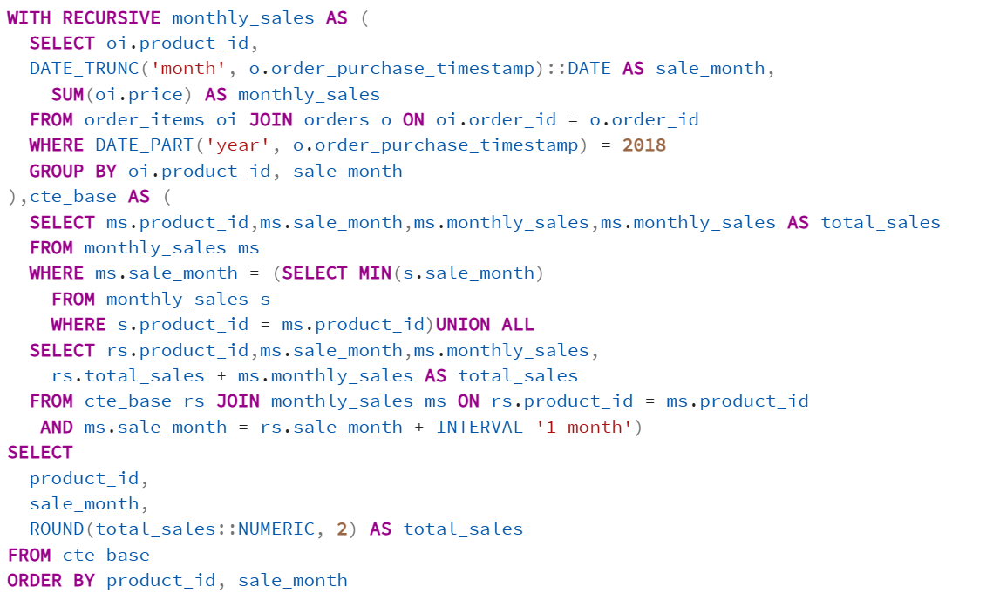 WITH RECURSIVE monthly_sales AS (
  SELECT oi.product_id,
  DATE_TRUNC('month', o.order_purchase_timestamp)::DATE AS sale_month,
    SUM(oi.price) AS monthly_sales
  FROM order_items oi JOIN orders o ON oi.order_id = o.order_id
  WHERE DATE_PART('year', o.order_purchase_timestamp) = 2018
  GROUP BY oi.product_id, sale_month
),cte_base AS (
  SELECT ms.product_id,ms.sale_month,ms.monthly_sales,ms.monthly_sales AS total_sales
  FROM monthly_sales ms
  WHERE ms.sale_month = (SELECT MIN(s.sale_month)
    FROM monthly_sales s
    WHERE s.product_id = ms.product_id)UNION ALL
  SELECT rs.product_id,ms.sale_month,ms.monthly_sales,
    rs.total_sales + ms.monthly_sales AS total_sales
  FROM cte_base rs JOIN monthly_sales ms ON rs.product_id = ms.product_id
   AND ms.sale_month = rs.sale_month + INTERVAL '1 month')
SELECT
  product_id,
  sale_month,
  ROUND(total_sales::NUMERIC, 2) AS total_sales
FROM cte_base
ORDER BY product_id, sale_month